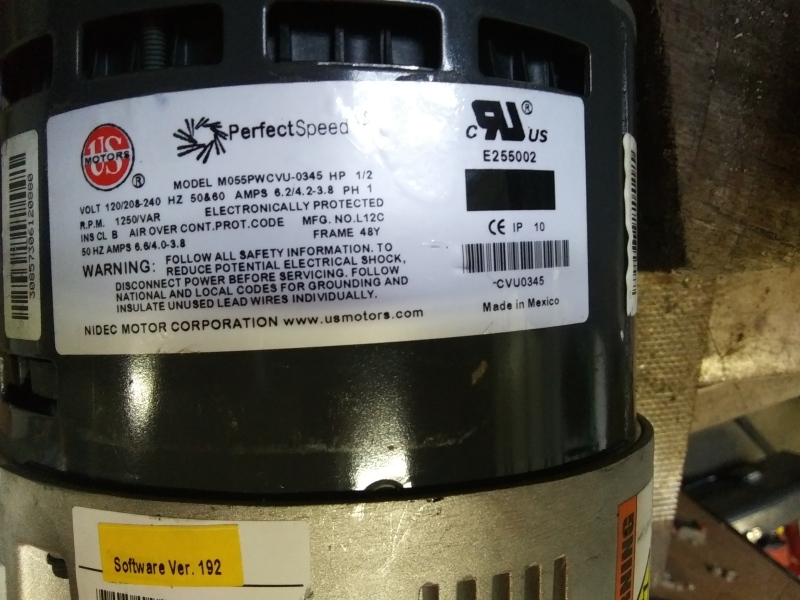 US
MOTORS
®
PerfectSpeed
C RU® US
E255002
MODEL M055PWCVU-0345 HP 1/2
VOLT 120/208-240 HZ 50&60 AMPS 6.2/4.2-3.8 PH 1
R.P.M. 1250/VAR ELECTRONICALLY PROTECTED
INS CL B AIR OVER CONT.PROT.CODE MFG. NO.L12C
50 HZ AMPS 6.6/4.0-3.8 FRAME 48Y
CE IP 10
WARNING: FOLLOW ALL SAFETY INFORMATION. TO
REDUCE POTENTIAL ELECTRICAL SHOCK,
DISCONNECT POWER BEFORE SERVICING. FOLLOW
NATIONAL AND LOCAL CODES FOR GROUNDING AND
INSULATE UNUSED LEAD WIRES INDIVIDUALLY.
-CVU0345
Made in Mexico
NIDEC MOTOR CORPORATION www.usmotors.com
Software Ver. 192